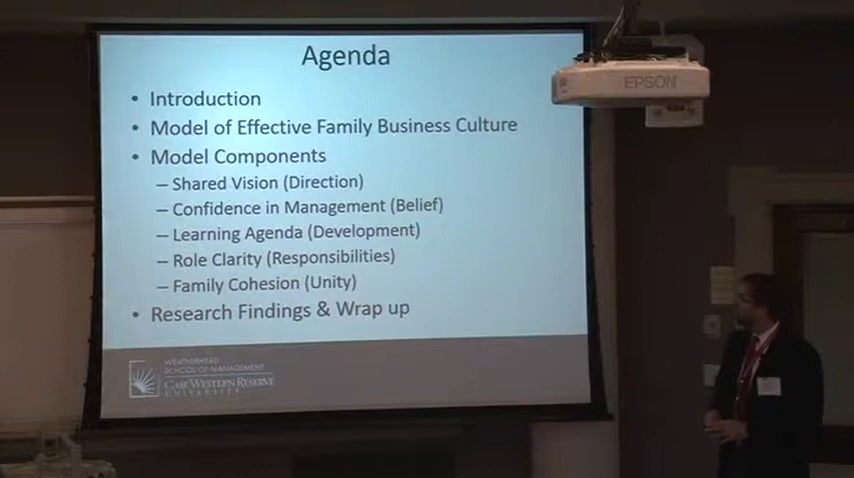 Agenda
• Introduction
• Model of Effective Family Business Culture
• Model Components
– Shared Vision (Direction)
– Confidence in Management (Belief)
– Learning Agenda (Development)
– Role Clarity (Responsibilities)
– Family Cohesion (Unity)
• Research Findings & Wrap up
WEATHERHEAD
SCHOOL OF MANAGEMENT
CASE WESTERN RESERVE
UNIVERSITY
EPSON